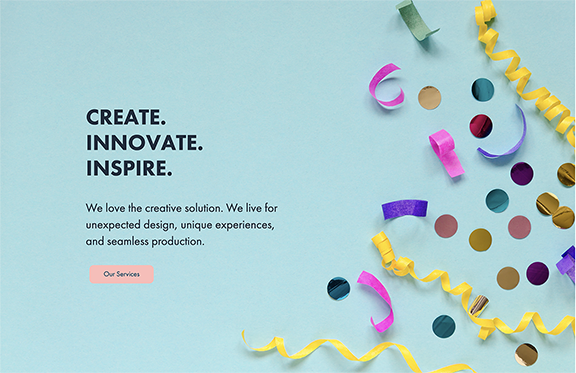 CREATE.
INNOVATE.
INSPIRE.
We love the creative solution. We live for
unexpected design, unique experiences,
and seamless production.
Our Services